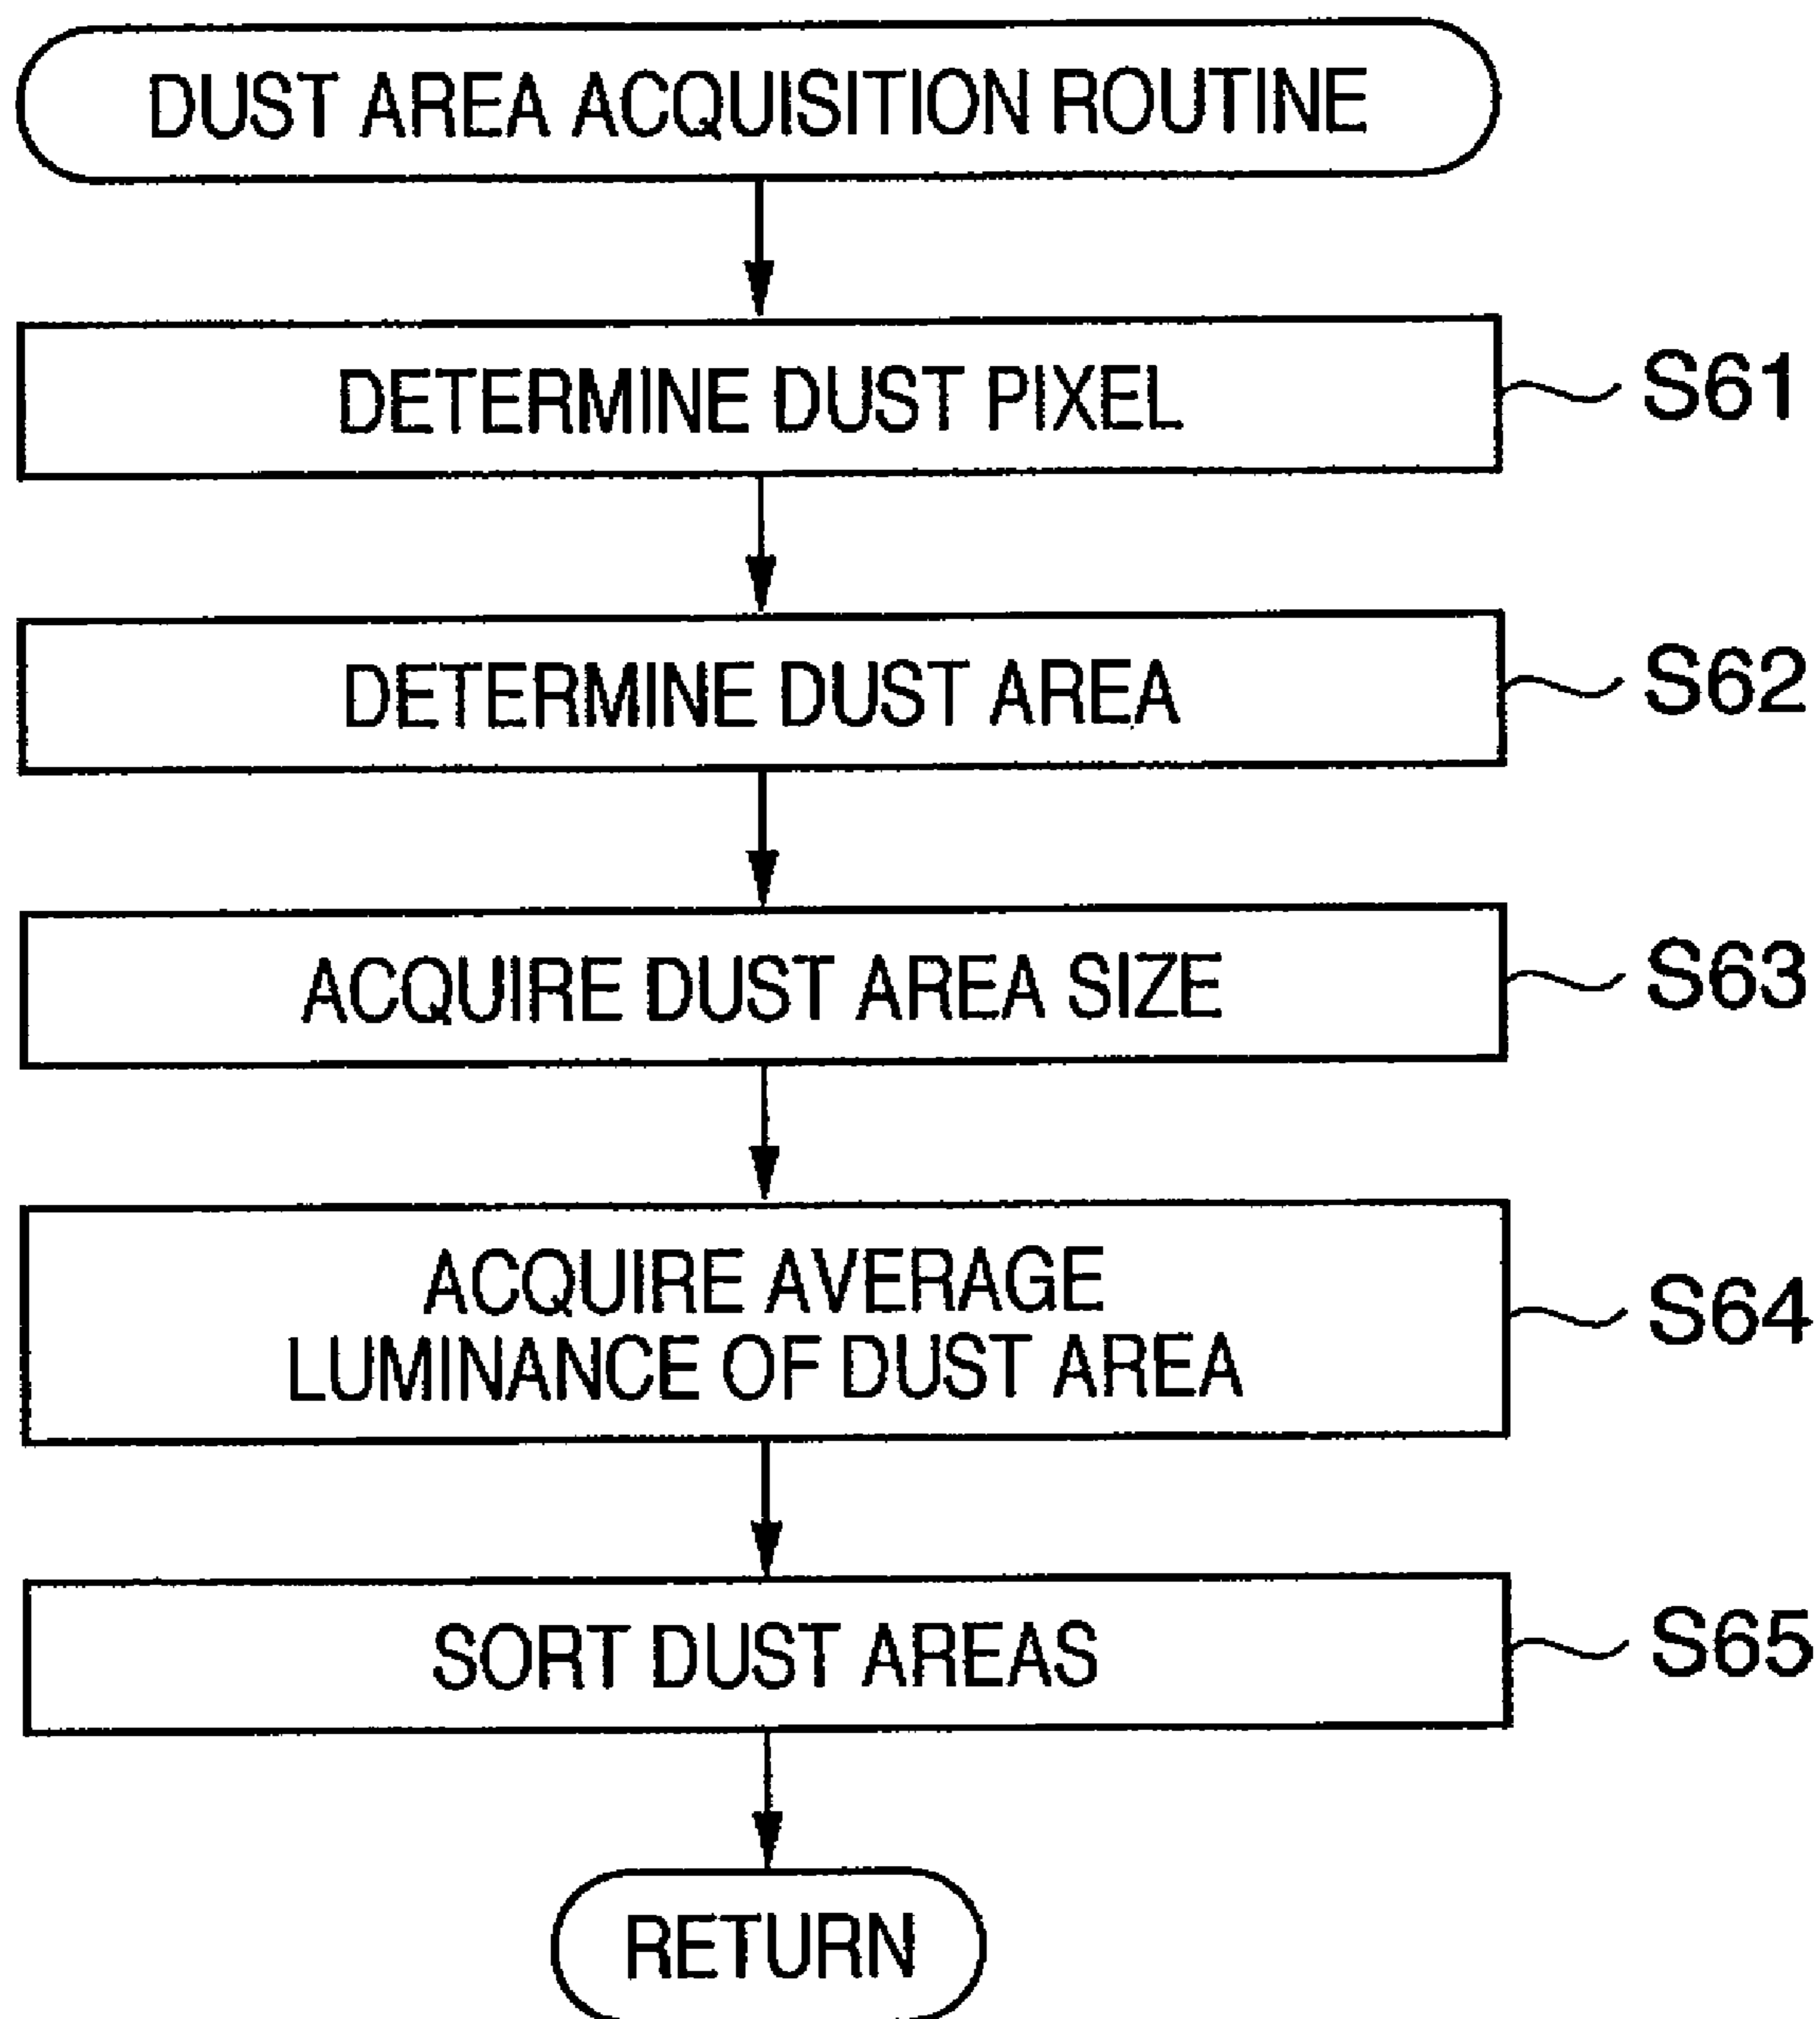 DUST AREA ACQUISITION ROUTINE
DETERMINE DUST PIXEL
S61
DETERMINE DUST AREA
S62
ACQUIRE DUST AREA SIZE
S63
ACQUIRE AVERAGE
LUMINANCE OF DUST AREA
S64
SORT DUST AREAS
S65
RETURN